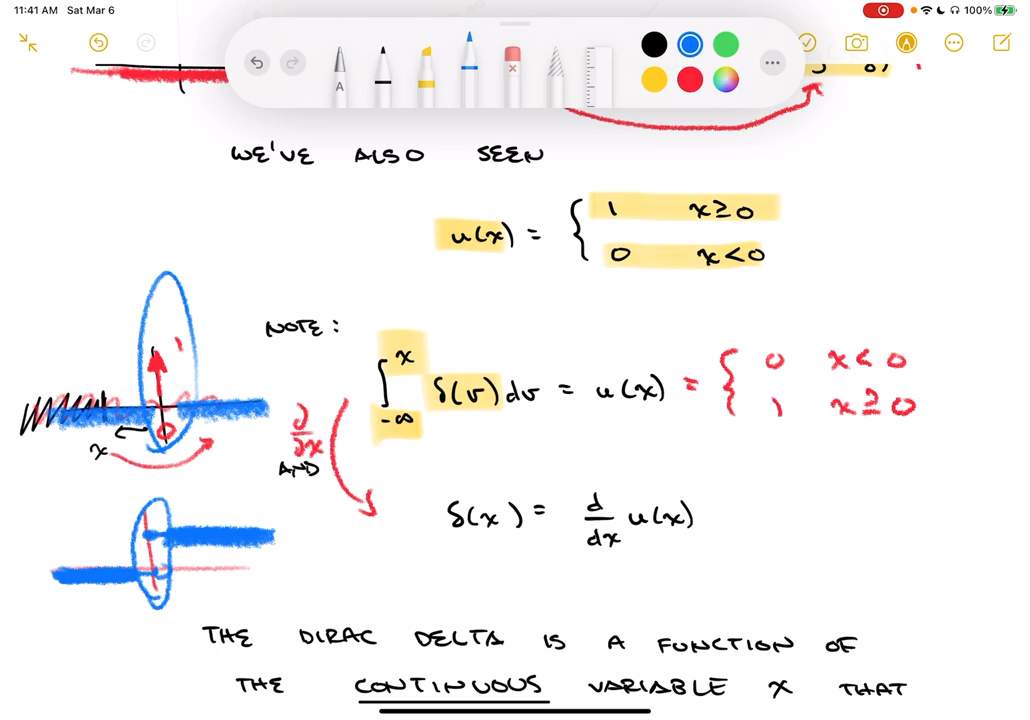 11:41 AM Sat Mar 6
100%
A
WE'VE ALSO SEEN
u(x) = { 1 x ≥ 0
0 x < 0
NOTE:
∫_{-∞}^{x} δ(v) dv = u(x) = { 0 x < 0
1 x ≥ 0
0
x
∂/∂x
AND
δ(x) = d/dx u(x)
THE DIRAC DELTA IS A FUNCTION OF
THE CONTINUOUS VARIABLE X THAT